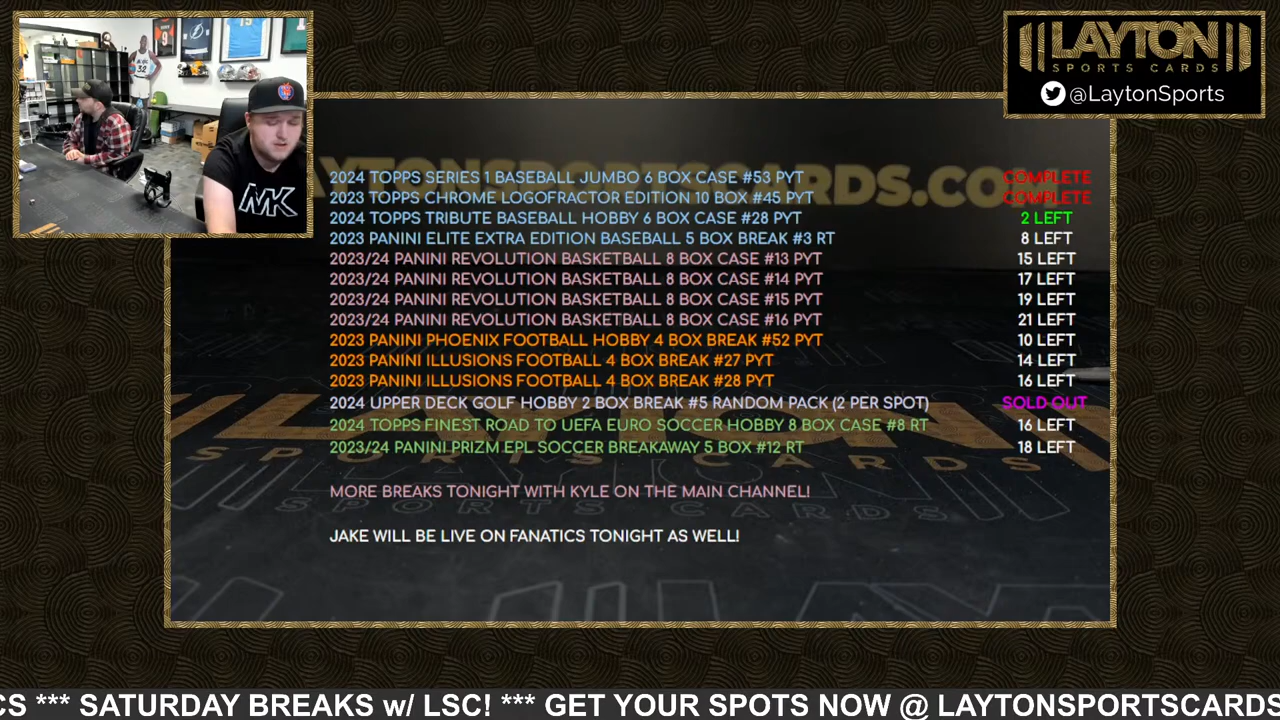 LAYTON
SPORTS CARDS
@LaytonSports
2024 TOPPS SERIES 1 BASEBALL JUMBO 6 BOX CASE #53 PYT COMPLETE
2023 TOPPS CHROME LOGOFRACTOR EDITION 10 BOX #45 PYT COMPLETE
2024 TOPPS TRIBUTE BASEBALL HOBBY 6 BOX CASE #28 PYT 2 LEFT
2023 PANINI ELITE EXTRA EDITION BASEBALL 5 BOX BREAK #3 RT 8 LEFT
2023/24 PANINI REVOLUTION BASKETBALL 8 BOX CASE #13 PYT 15 LEFT
2023/24 PANINI REVOLUTION BASKETBALL 8 BOX CASE #14 PYT 17 LEFT
2023/24 PANINI REVOLUTION BASKETBALL 8 BOX CASE #15 PYT 19 LEFT
2023/24 PANINI REVOLUTION BASKETBALL 8 BOX CASE #16 PYT 21 LEFT
2023 PANINI PHOENIX FOOTBALL HOBBY 4 BOX BREAK #52 PYT 10 LEFT
2023 PANINI ILLUSIONS FOOTBALL 4 BOX BREAK #27 PYT 14 LEFT
2023 PANINI ILLUSIONS FOOTBALL 4 BOX BREAK #28 PYT 16 LEFT
2024 UPPER DECK GOLF HOBBY 2 BOX BREAK #5 RANDOM PACK (2 PER SPOT) SOLD OUT
2024 TOPPS FINEST ROAD TO UEFA EURO SOCCER HOBBY 8 BOX CASE #8 RT 16 LEFT
2023/24 PANINI PRIZM EPL SOCCER BREAKAWAY 5 BOX #12 RT 18 LEFT
MORE BREAKS TONIGHT WITH KYLE ON THE MAIN CHANNEL!
JAKE WILL BE LIVE ON FANATICS TONIGHT AS WELL!
CS *** SATURDAY BREAKS w/ LSC! *** GET YOUR SPOTS NOW @ LAYTONSPORTSCARDS